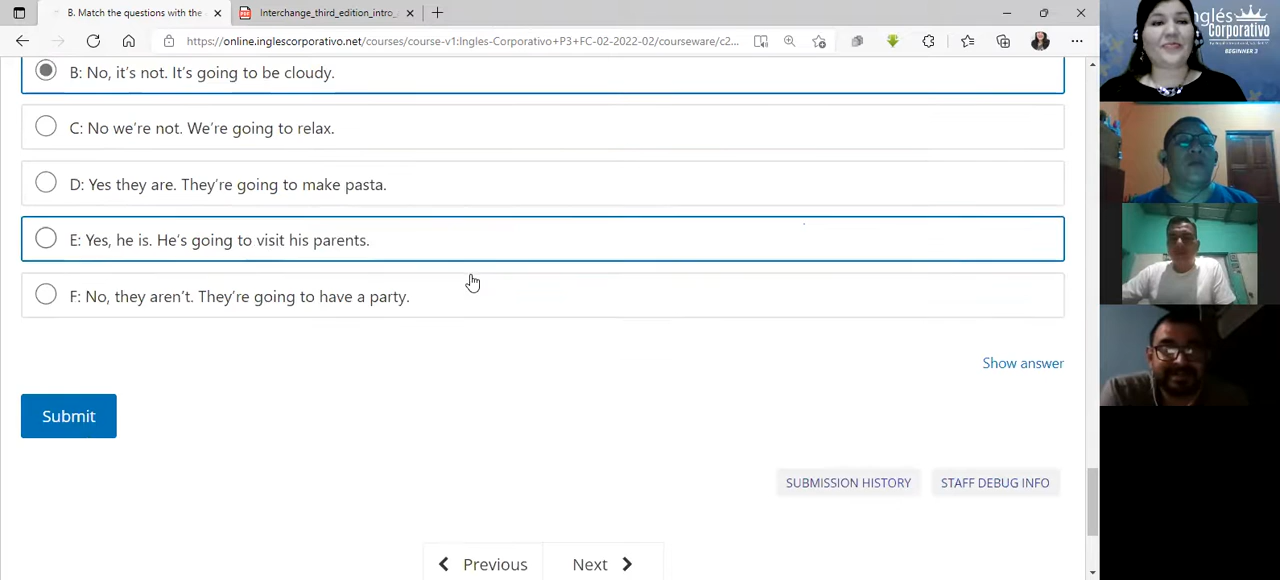 B. Match the questions with the
Interchange_third_edition_intro_
https://online.inglescorporativo.net/courses/course-v1:Ingles-Corporativo+P3+FC-02-2022-02/courseware/c2...
B: No, it's not. It's going to be cloudy.
C: No we're not. We're going to relax.
D: Yes they are. They're going to make pasta.
E: Yes, he is. He's going to visit his parents.
F: No, they aren't. They're going to have a party.
Show answer
Submit
SUBMISSION HISTORY
STAFF DEBUG INFO
Previous
Next
Inglés
Corporativo
BEGINNER 3